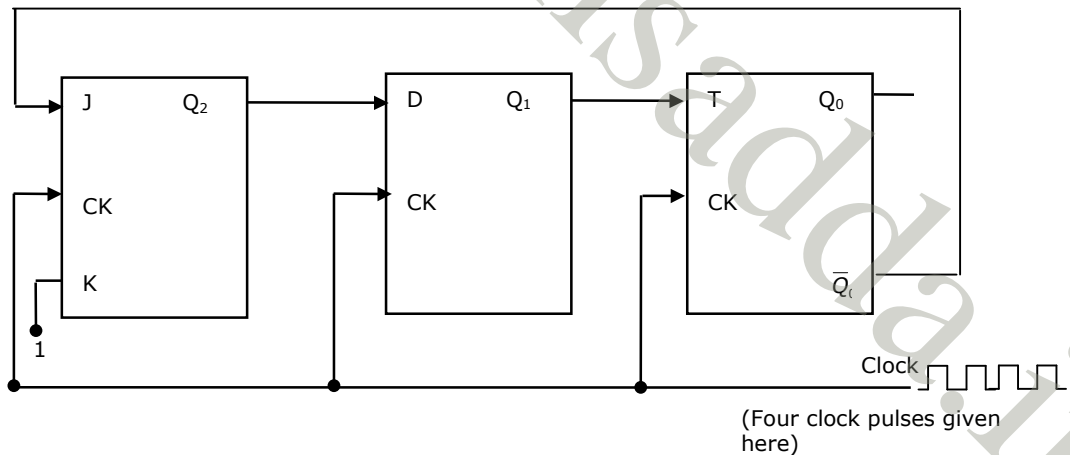 J Q₂ D Q₁ T Q₀
CK CK CK
K Q̅₀
1
Clock
(Four clock pulses given
here)